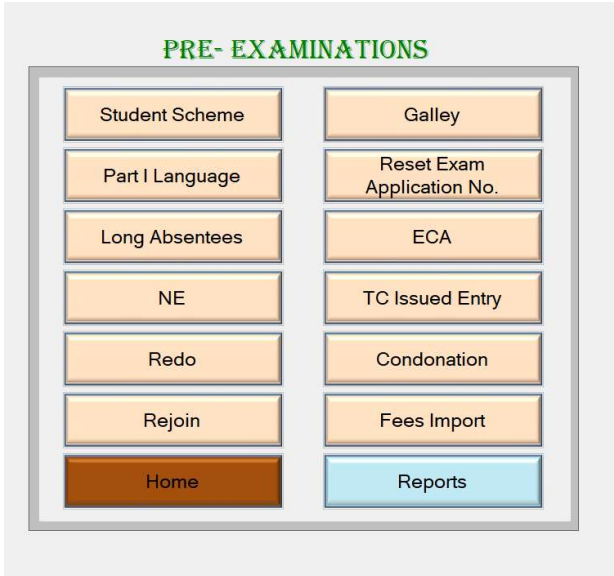 PRE- EXAMINATIONS
Student Scheme
Galley
Part I Language
Reset Exam
Application No.
Long Absentees
ECA
NE
TC Issued Entry
Redo
Condonation
Rejoin
Fees Import
Home
Reports